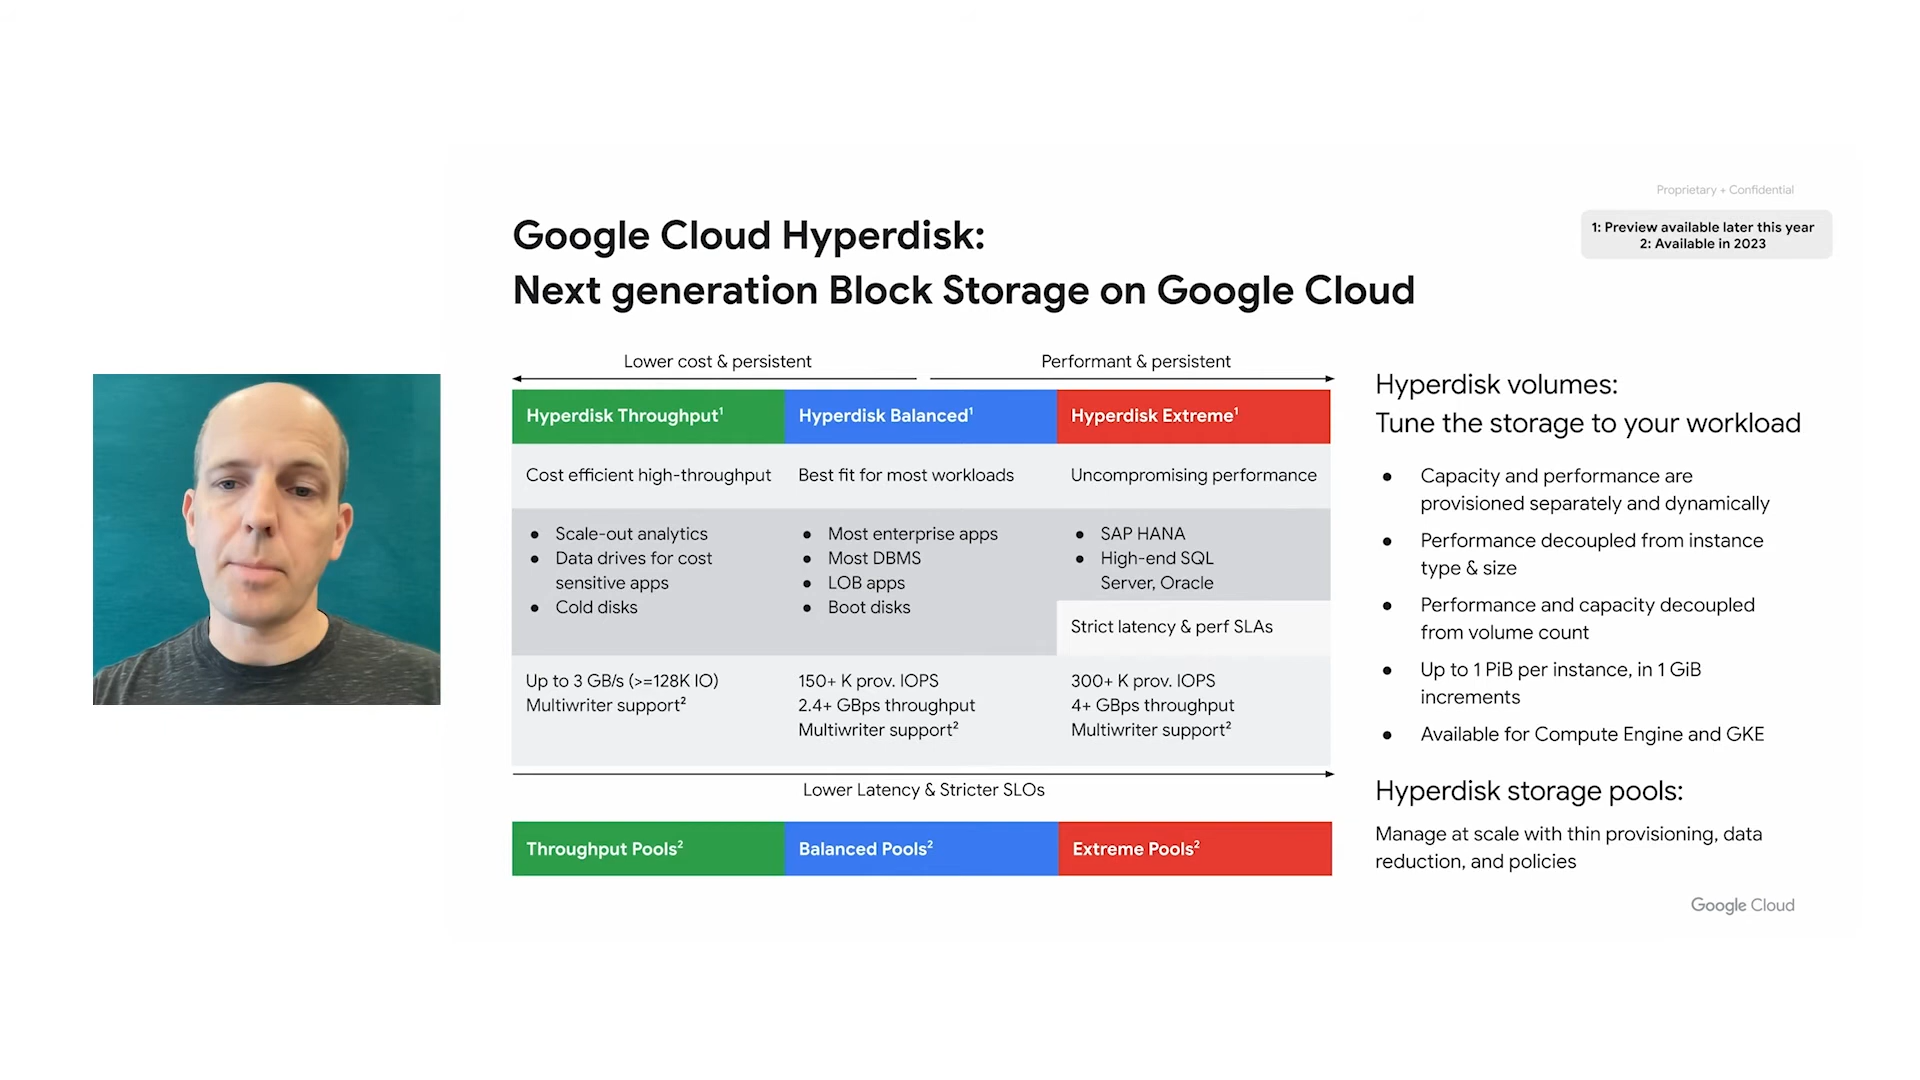 Proprietary + Confidential
1: Preview available later this year
2: Available in 2023
Google Cloud Hyperdisk:
Next generation Block Storage on Google Cloud
Lower cost & persistent
Performant & persistent
Hyperdisk Throughput¹
Hyperdisk Balanced¹
Hyperdisk Extreme¹
Cost efficient high-throughput
Best fit for most workloads
Uncompromising performance
● Scale-out analytics
● Data drives for cost
sensitive apps
● Cold disks
● Most enterprise apps
● Most DBMS
● LOB apps
● Boot disks
● SAP HANA
● High-end SQL
Server, Oracle
Strict latency & perf SLAs
Up to 3 GB/s (>=128K IO)
Multiwriter support²
150+ K prov. IOPS
2.4+ GBps throughput
Multiwriter support²
300+ K prov. IOPS
4+ GBps throughput
Multiwriter support²
Lower Latency & Stricter SLOs
Throughput Pools²
Balanced Pools²
Extreme Pools²
Hyperdisk volumes:
Tune the storage to your workload
● Capacity and performance are
provisioned separately and dynamically
● Performance decoupled from instance
type & size
● Performance and capacity decoupled
from volume count
● Up to 1 PiB per instance, in 1 GiB
increments
● Available for Compute Engine and GKE
Hyperdisk storage pools:
Manage at scale with thin provisioning, data
reduction, and policies
Google Cloud